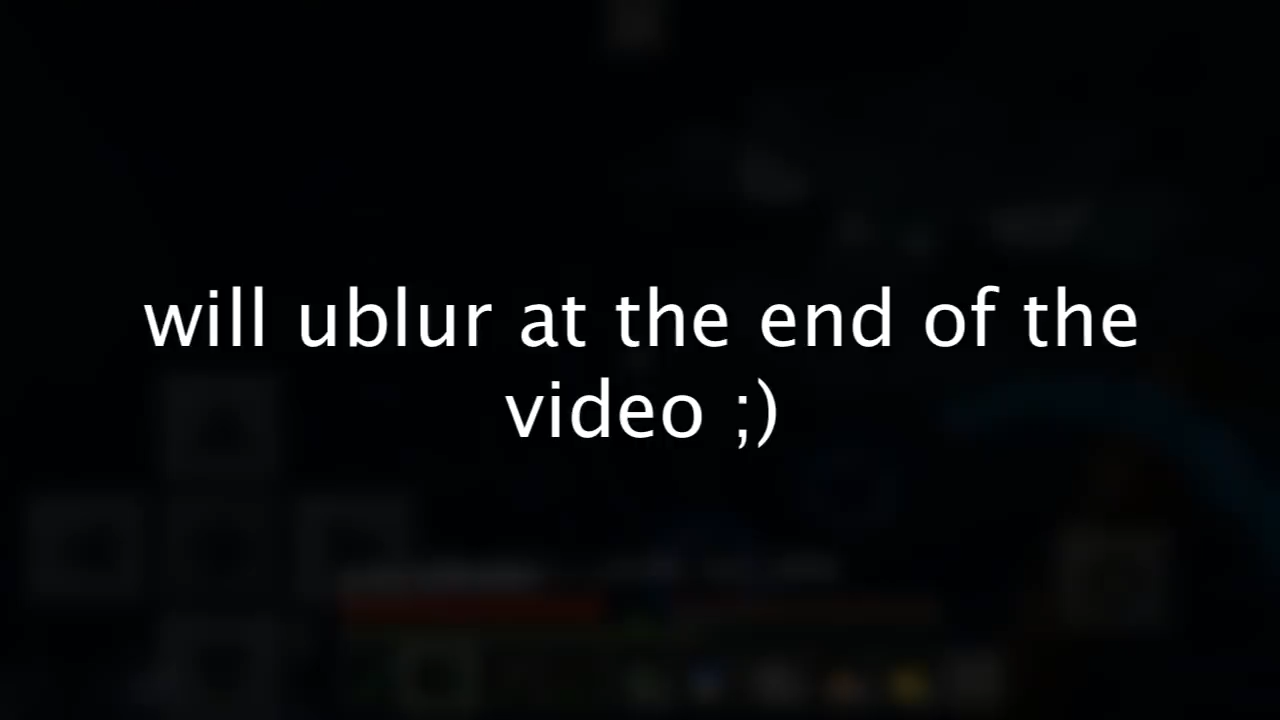 will ublur at the end of the
video ;)